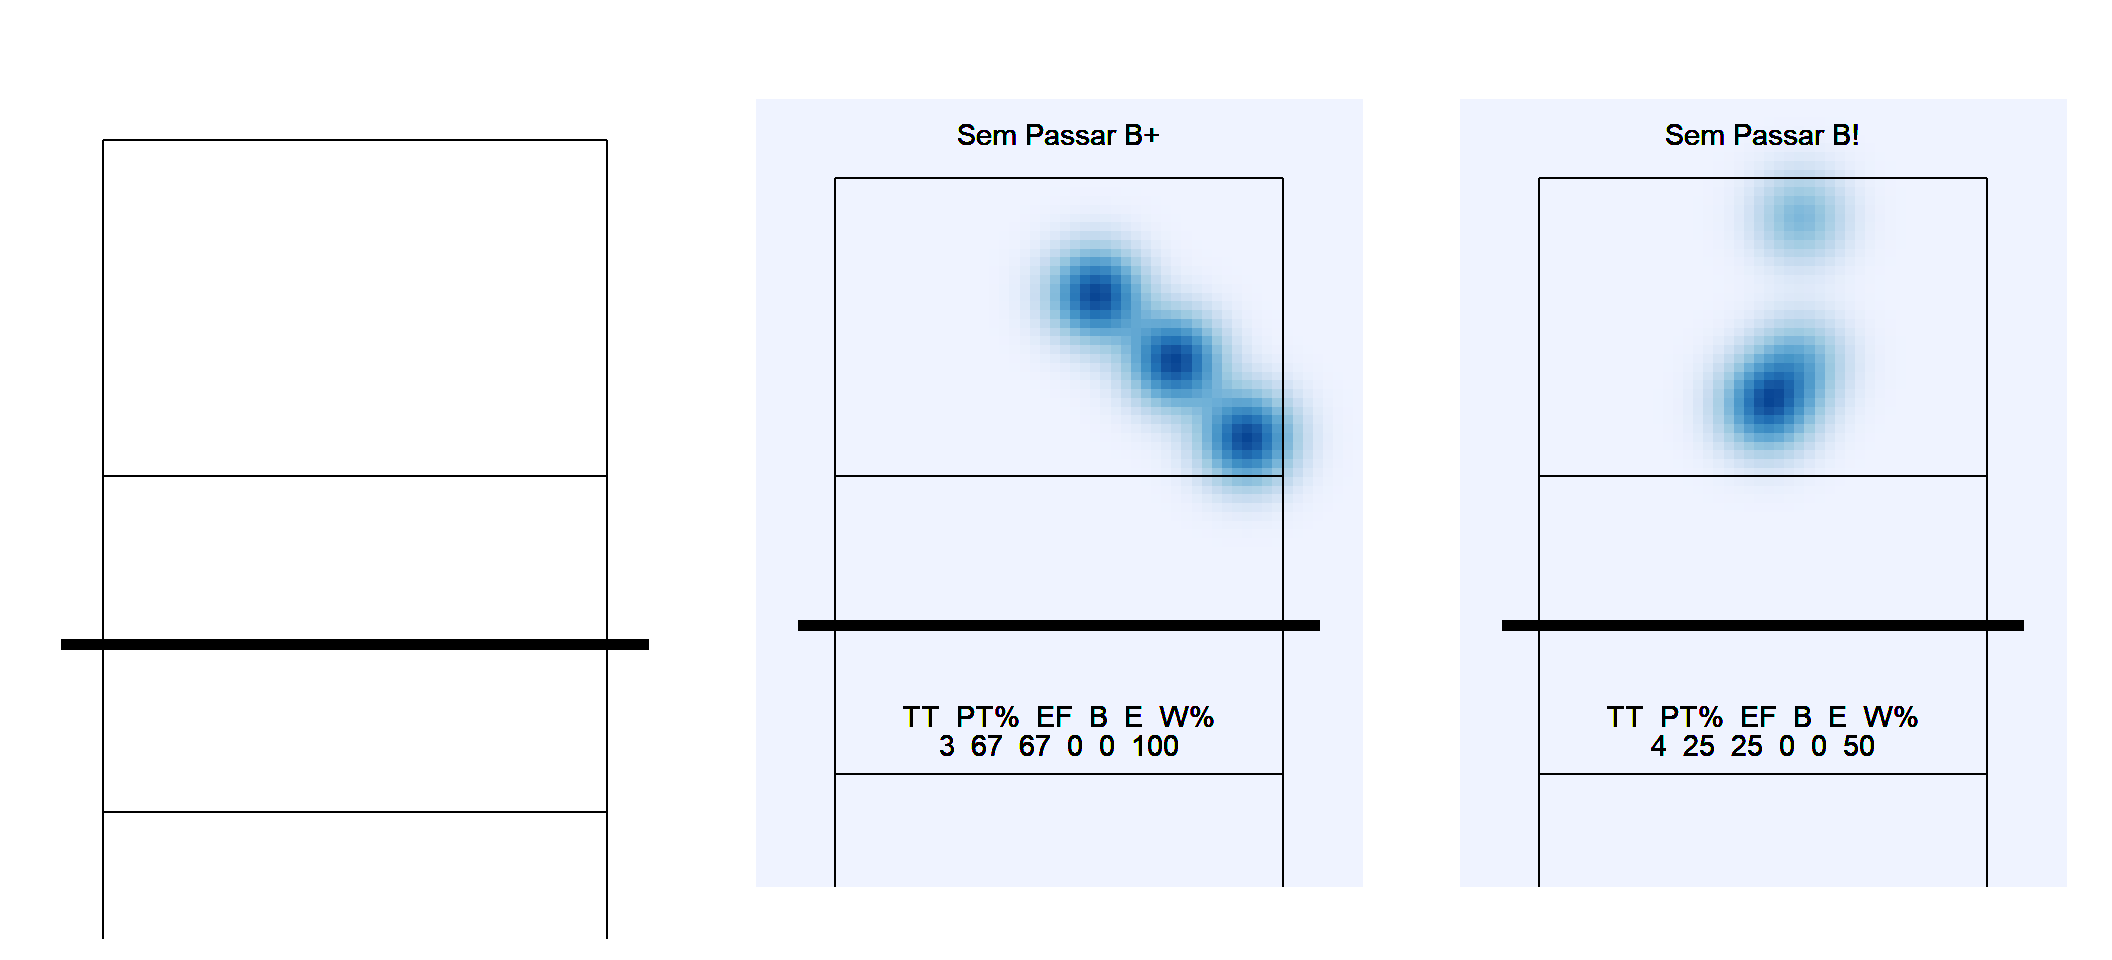 Sem Passar B+
TT PT% EF B E W%
3 67 67 0 0 100
Sem Passar B!
TT PT% EF B E W%
4 25 25 0 0 50